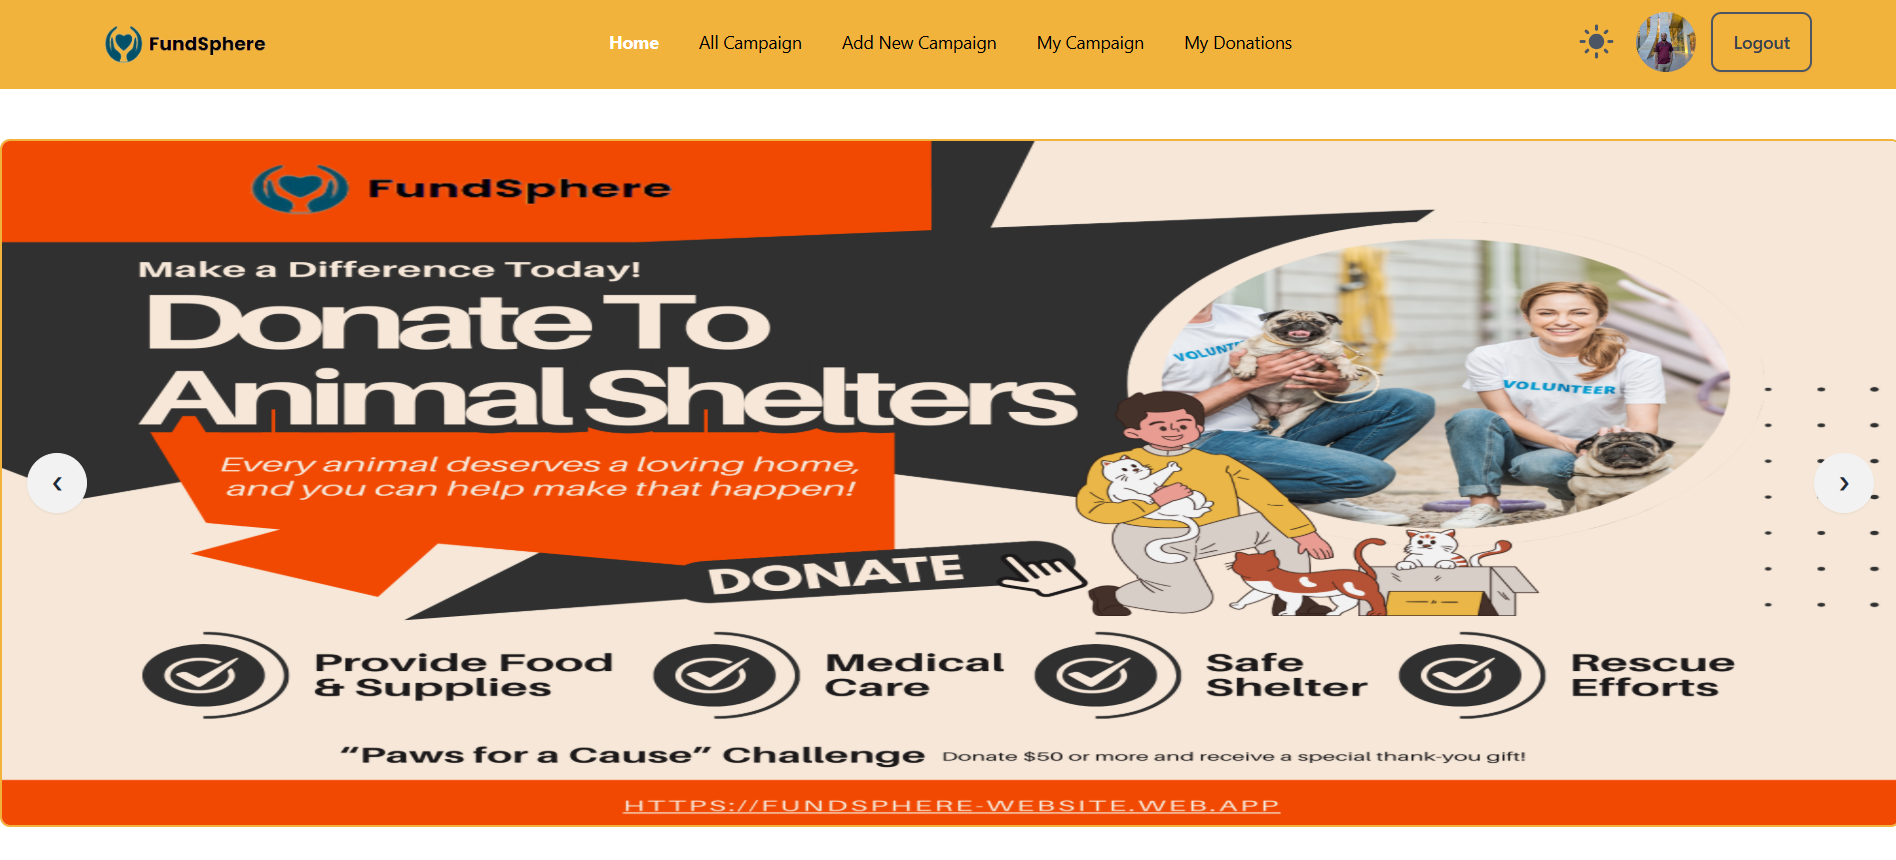 FundSphere
Home
All Campaign
Add New Campaign
My Campaign
My Donations
Logout
FundSphere
Make a Difference Today!
Donate To
Animal Shelters
Every animal deserves a loving home,
and you can help make that happen!
VOLUNTE
VOLUNTEER
‹
›
DONATE
Provide Food
& Supplies
Medical
Care
Safe
Shelter
Rescue
Efforts
“Paws for a Cause” Challenge
Donate $50 or more and receive a special thank-you gift!
HTTPS://FUNDSPHERE-WEBSITE.WEB.APP